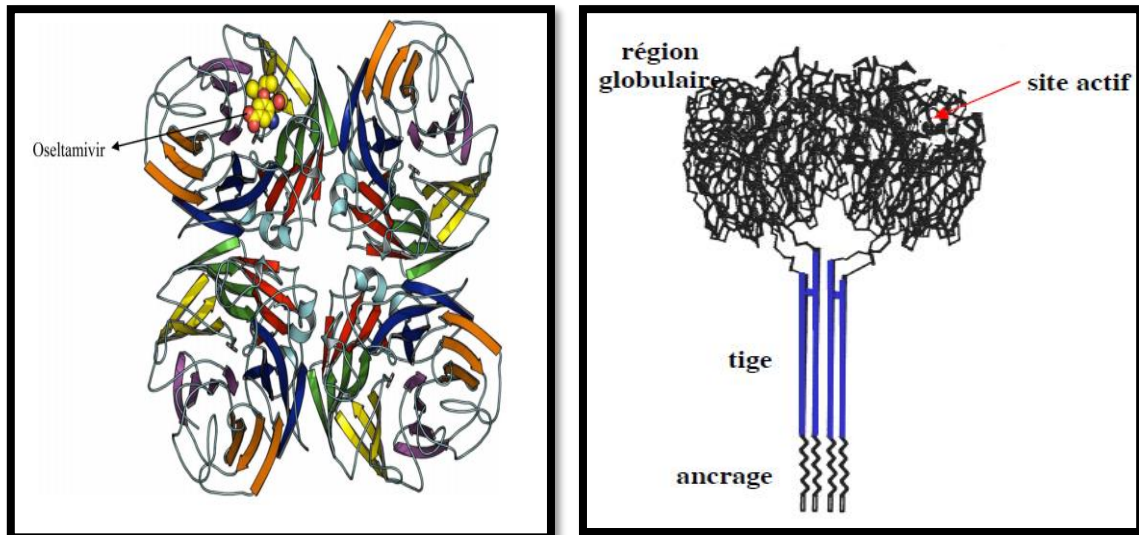 Oseltamivir
région
globulaire
site actif
tige
ancrage